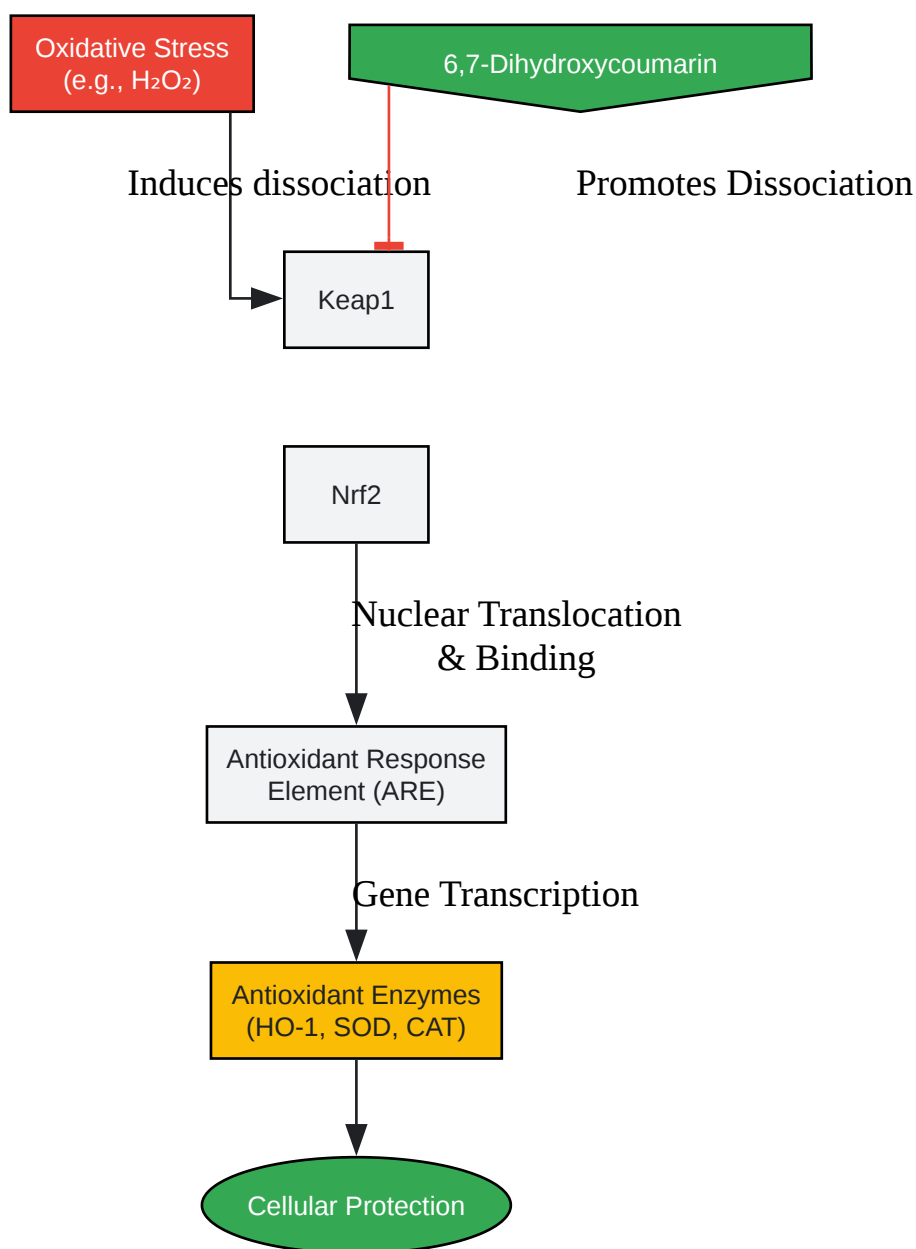 Oxidative Stress
(e.g., H₂O₂)
6,7-Dihydroxycoumarin
Induces dissociation
Promotes Dissociation
Keap1
Nrf2
Nuclear Translocation
& Binding
Antioxidant Response
Element (ARE)
Gene Transcription
Antioxidant Enzymes
(HO-1, SOD, CAT)
Cellular Protection